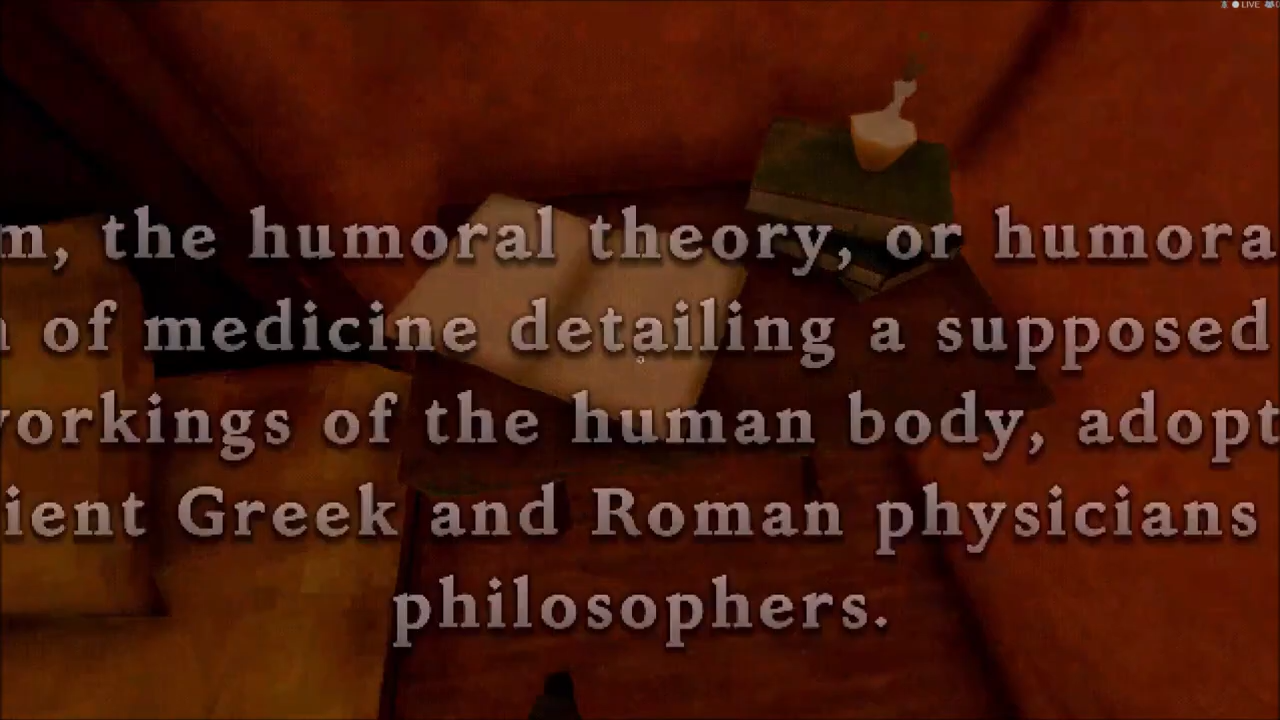 LIVE
m, the humoral theory, or humora
of medicine detailing a supposed
workings of the human body, adopt
ient Greek and Roman physicians
philosophers.